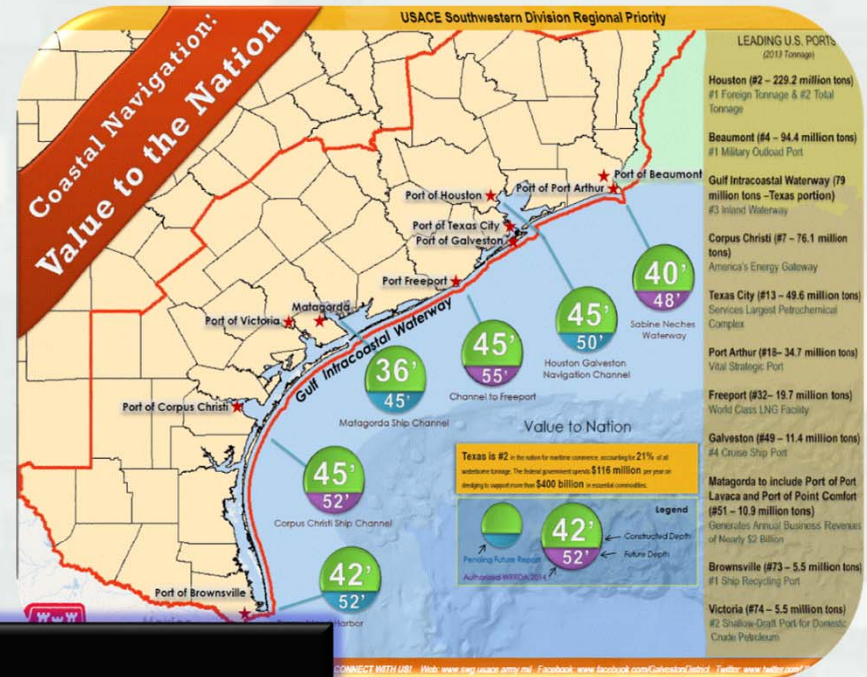 USACE Southwestern Division Regional Priority
Coastal Navigation:
Value to the Nation
LEADING U.S. PORTS
(2013 Tonnage)
Houston (#2 – 229.2 million tons)
#1 Foreign Tonnage & #2 Total
Tonnage
Beaumont (#4 – 94.4 million tons)
#1 Military Outload Port
Gulf Intracoastal Waterway (79
million tons –Texas portion)
#3 Inland Waterway
Corpus Christi (#7 – 76.1 million
tons)
America's Energy Gateway
Texas City (#13 – 49.6 million tons)
Services Largest Petrochemical
Complex
Port Arthur (#18– 34.7 million tons)
Vital Strategic Port
Freeport (#32– 19.7 million tons)
World Class LNG Facility
Galveston (#49 – 11.4 million tons)
#4 Cruise Ship Port
Matagorda to include Port of Port
Lavaca and Port of Point Comfort
(#51 – 10.9 million tons)
Generates Annual Business Revenues
of Nearly $2 Billion
Brownsville (#73 – 5.5 million tons)
#1 Ship Recycling Port
Victoria (#74 – 5.5 million tons)
#2 Shallow-Draft Port for Domestic
Crude Petroleum
Port of Beaumont
Port of Port Arthur
Port of Houston
Port of Texas City
Port of Galveston
Port Freeport
Matagorda
Port of Victoria
Port of Corpus Christi
Port of Brownsville
Gulf Intracoastal Waterway
40'
48'
Sabine Neches
Waterway
45'
50'
Houston Galveston
Navigation Channel
45'
55'
Channel to Freeport
36'
45'
Matagorda Ship Channel
45'
52'
Corpus Christi Ship Channel
42'
52'
Harbor
Value to Nation
Texas is #2 in the nation for maritime commerce, accounting for 21% of all
waterborne tonnage. The federal government spends $116 million per year on
dredging to support more than $400 billion in essential commodities.
Legend
42'
52'
Constructed Depth
Future Depth
Pending Future Report
Authorized WRRDA 2014
CONNECT WITH US! Web: www.swg.usace.army.mil Facebook: www.facebook.com/GalvestonDistrict Twitter: